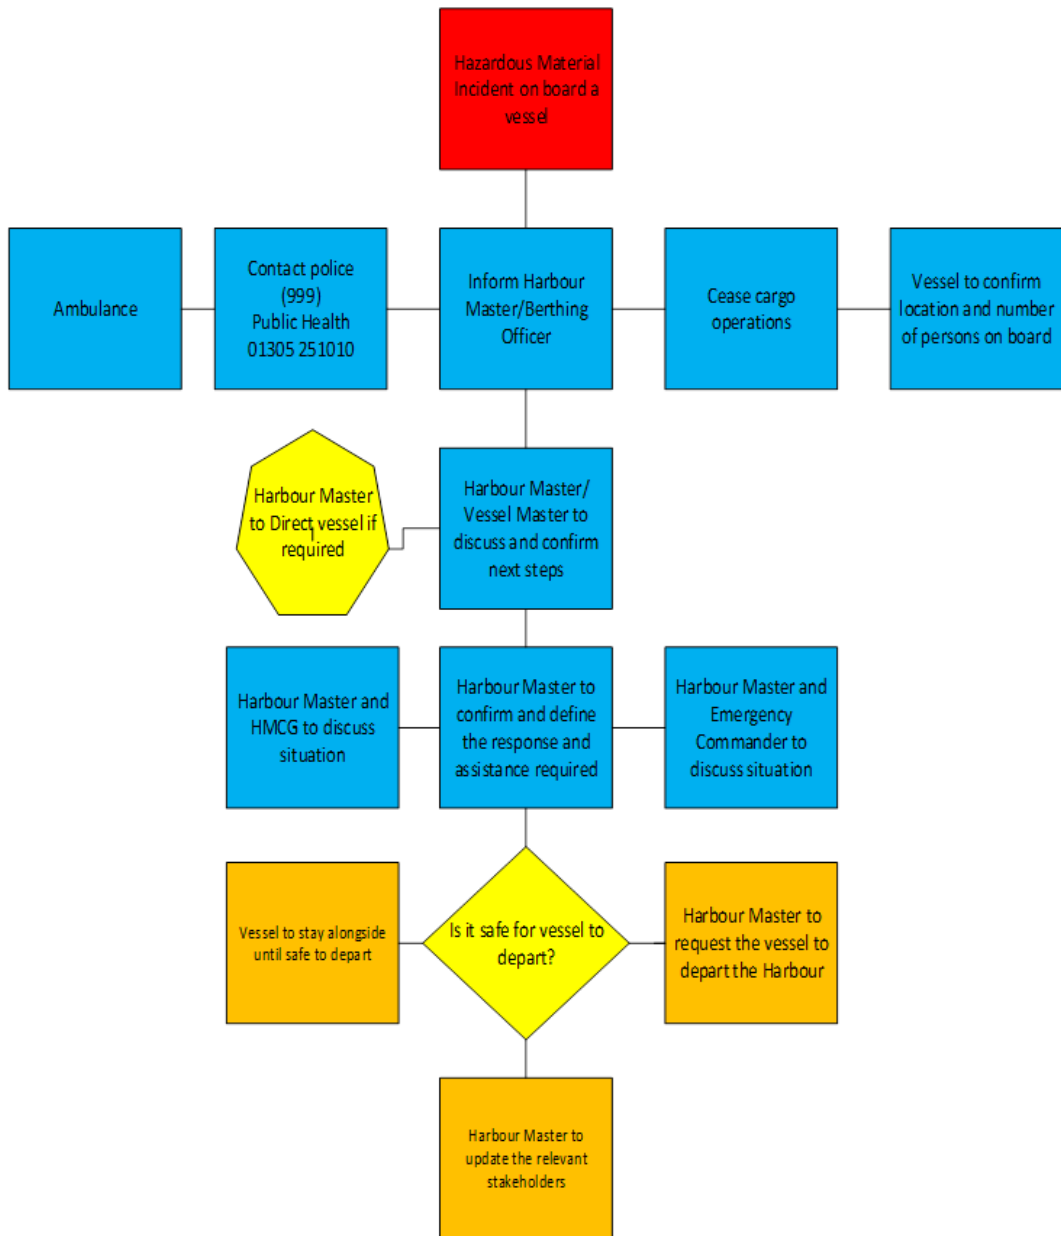 Hazardous Material
Incident on board a
vessel
Ambulance
Contact police
(999)
Public Health
01305 251010
Inform Harbour
Master/Berthing
Officer
Cease cargo
operations
Vessel to confirm
location and number
of persons on board
Harbour Master
to Direct vessel if
required
Harbour Master/
Vessel Master to
discuss and confirm
next steps
Harbour Master and
HMCG to discuss
situation
Harbour Master to
confirm and define
the response and
assistance required
Harbour Master and
Emergency
Commander to
discuss situation
Vessel to stay alongside
until safe to depart
Is it safe for vessel to
depart?
Harbour Master to
request the vessel to
depart the Harbour
Harbour Master to
update the relevant
stakeholders